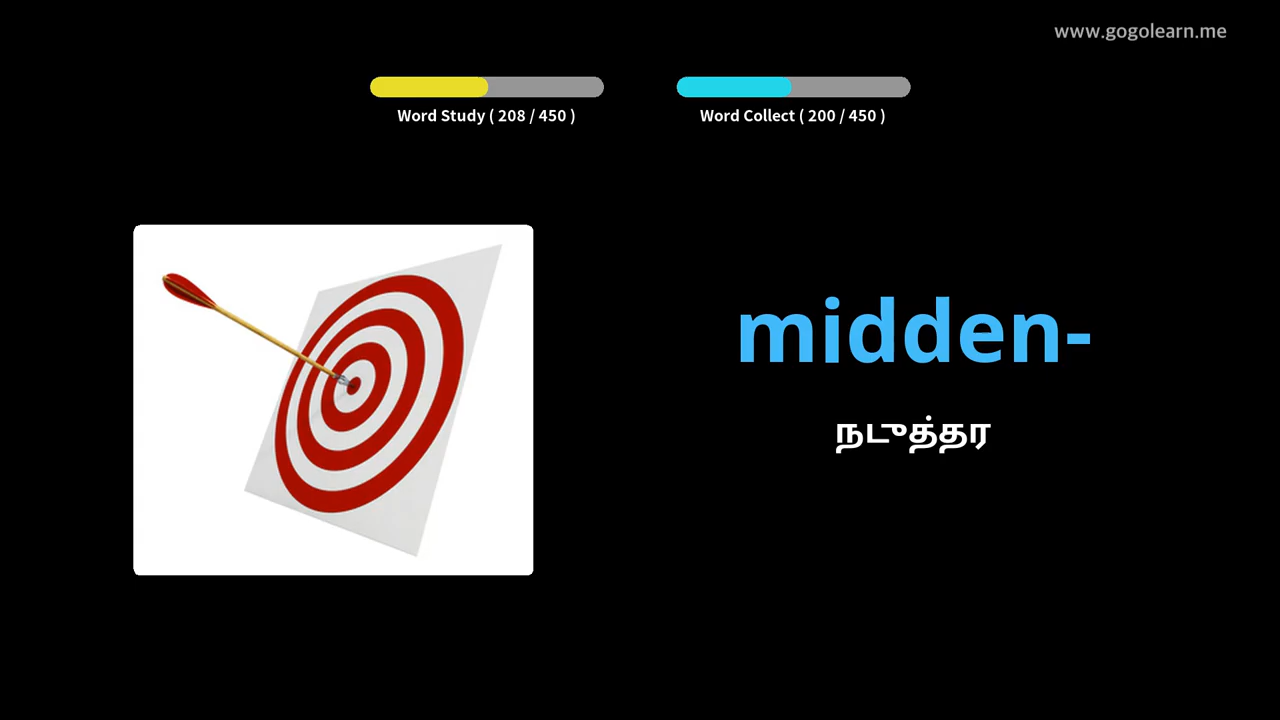 www.gogolearn.me
Word Study ( 208 / 450 )
Word Collect ( 200 / 450 )
midden-
நடுத்தர